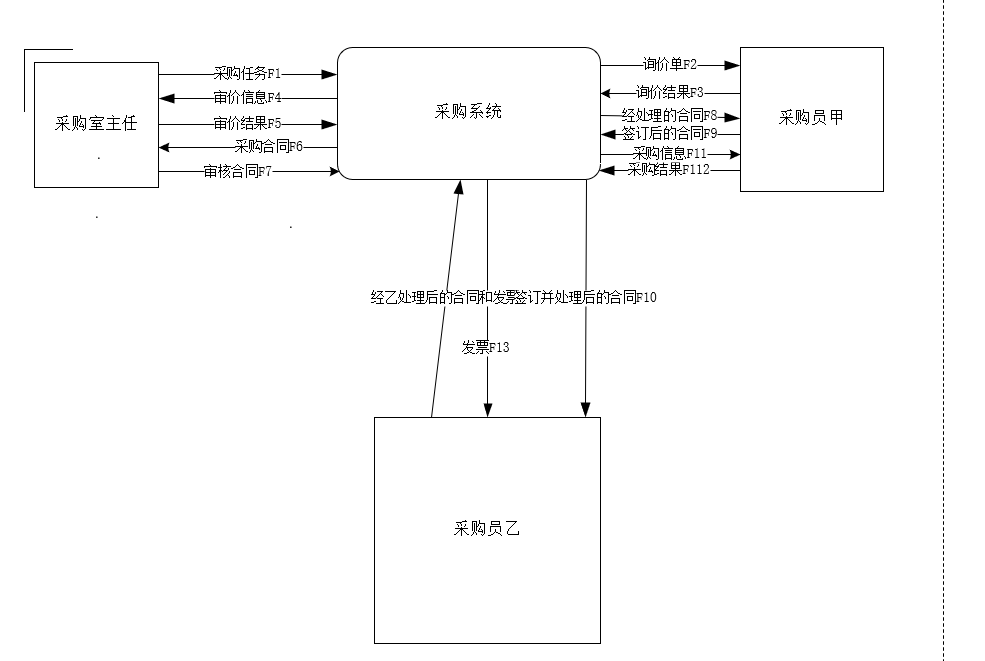 采购任务F1
审价信息F4
审价结果F5
采购合同F6
审核合同F7
采购室主任
采购系统
询价单F2
询价结果F3
经处理的合同F8
签订后的合同F9
采购信息F11
采购结果F112
采购员甲
经乙处理后的合同和发票
签订并处理后的合同F10
发票F13
采购员乙